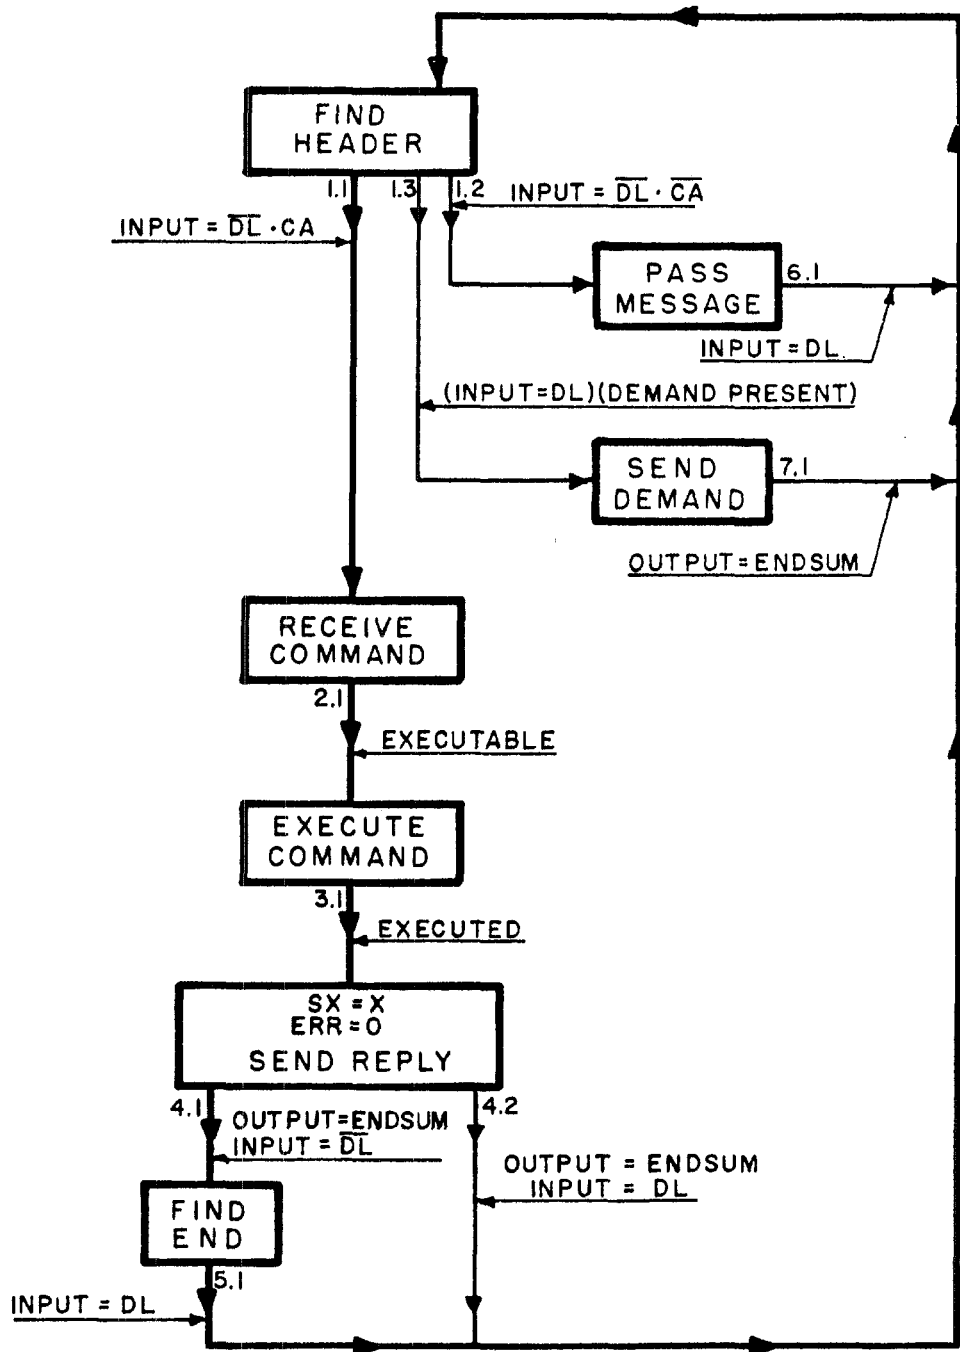 FIND
HEADER
1.1
1.3
1.2
INPUT = D̅L̅ · C̅A̅
INPUT = D̅L̅ · CA
PASS
MESSAGE
6.1
INPUT = DL
(INPUT=DL)(DEMAND PRESENT)
SEND
DEMAND
7.1
OUTPUT = ENDSUM
RECEIVE
COMMAND
2.1
EXECUTABLE
EXECUTE
COMMAND
3.1
EXECUTED
SX = X
ERR = 0
SEND REPLY
4.1
OUTPUT=ENDSUM
INPUT = D̅L̅
4.2
OUTPUT = ENDSUM
INPUT = DL
FIND
END
5.1
INPUT = DL